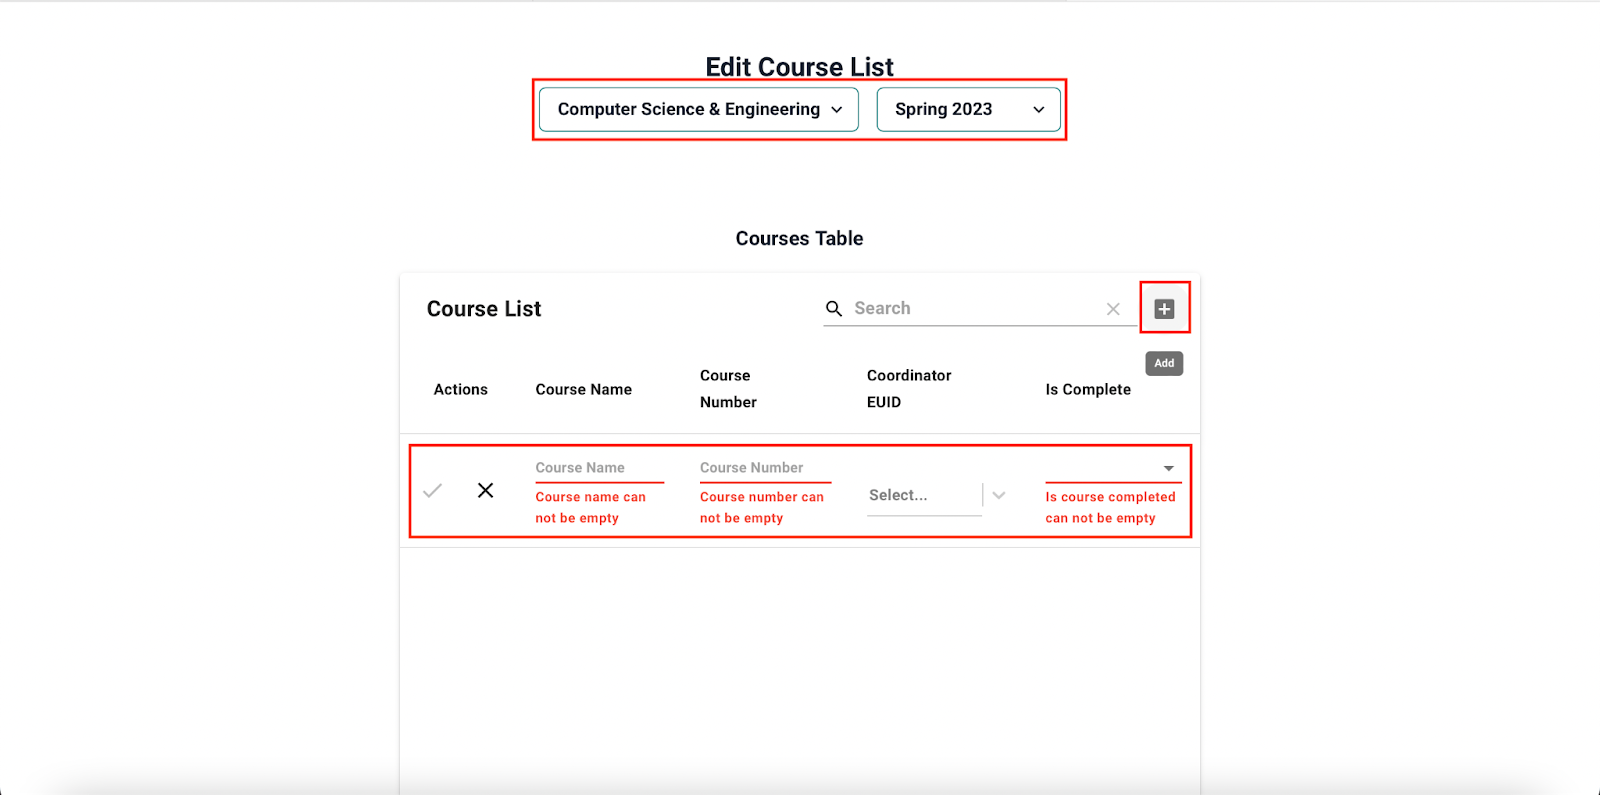 Edit Course List
Computer Science & Engineering
Spring 2023
Courses Table
Course List
Search
Add
Actions
Course Name
Course
Number
Coordinator
EUID
Is Complete
Course Name
Course name can
not be empty
Course Number
Course number can
not be empty
Select...
Is course completed
can not be empty